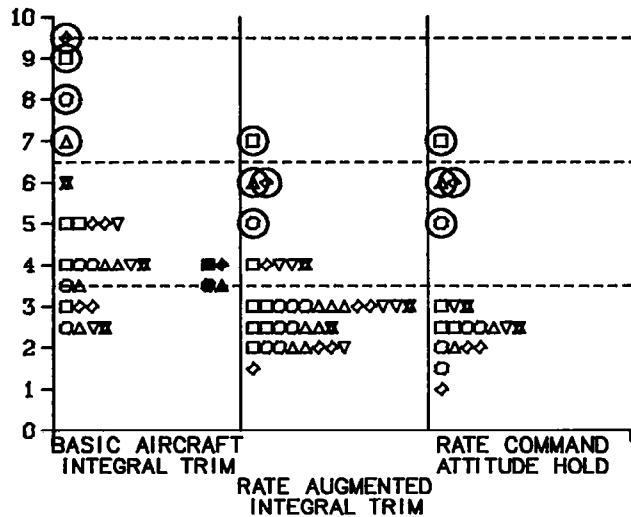 10
9
8
7
6
5
4
3
2
1
0
BASIC AIRCRAFT
INTEGRAL TRIM
RATE AUGMENTED
INTEGRAL TRIM
RATE COMMAND
ATTITUDE HOLD